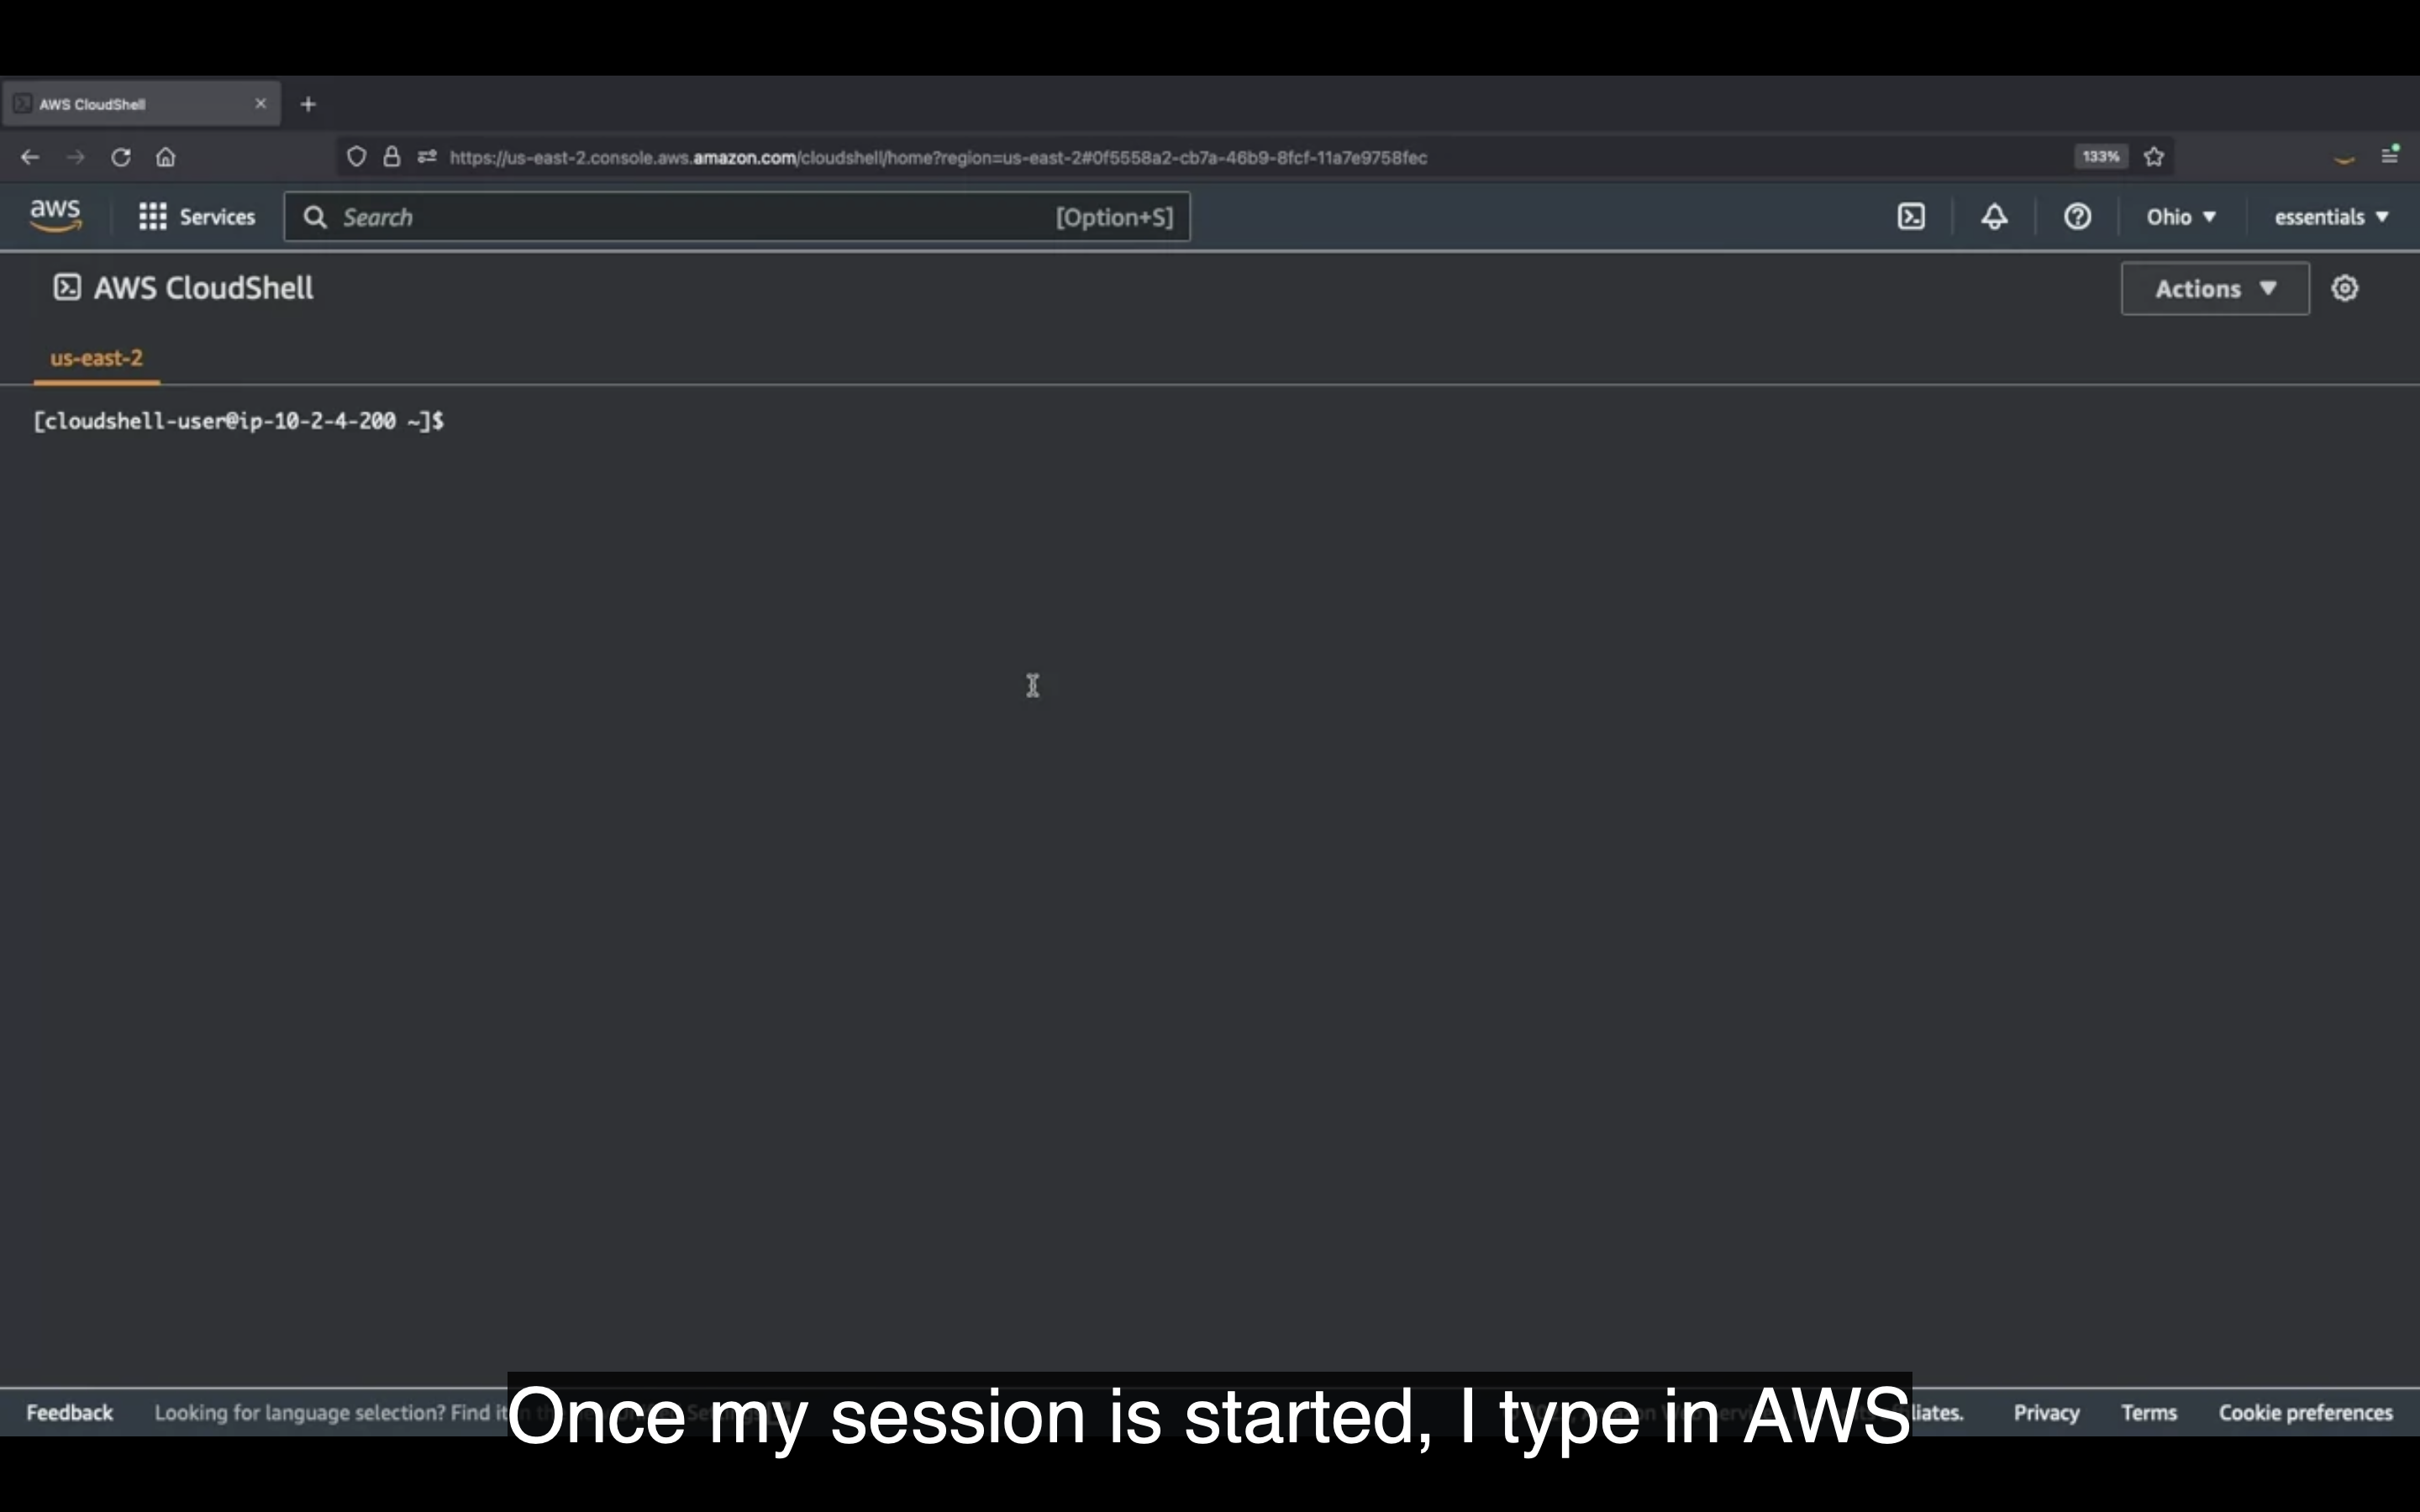 AWS CloudShell
https://us-east-2.console.aws.amazon.com/cloudshell/home?region=us-east-2#0f5558a2-cb7a-46b9-8fcf-11a7e9758fec
133%
aws
Services
Search
[Option+S]
Ohio
essentials
AWS CloudShell
Actions
us-east-2
[cloudshell-user@ip-10-2-4-200 ~]$
Feedback
Looking for language selection? Find it
liates.
Privacy
Terms
Cookie preferences
Once my session is started, I type in AWS